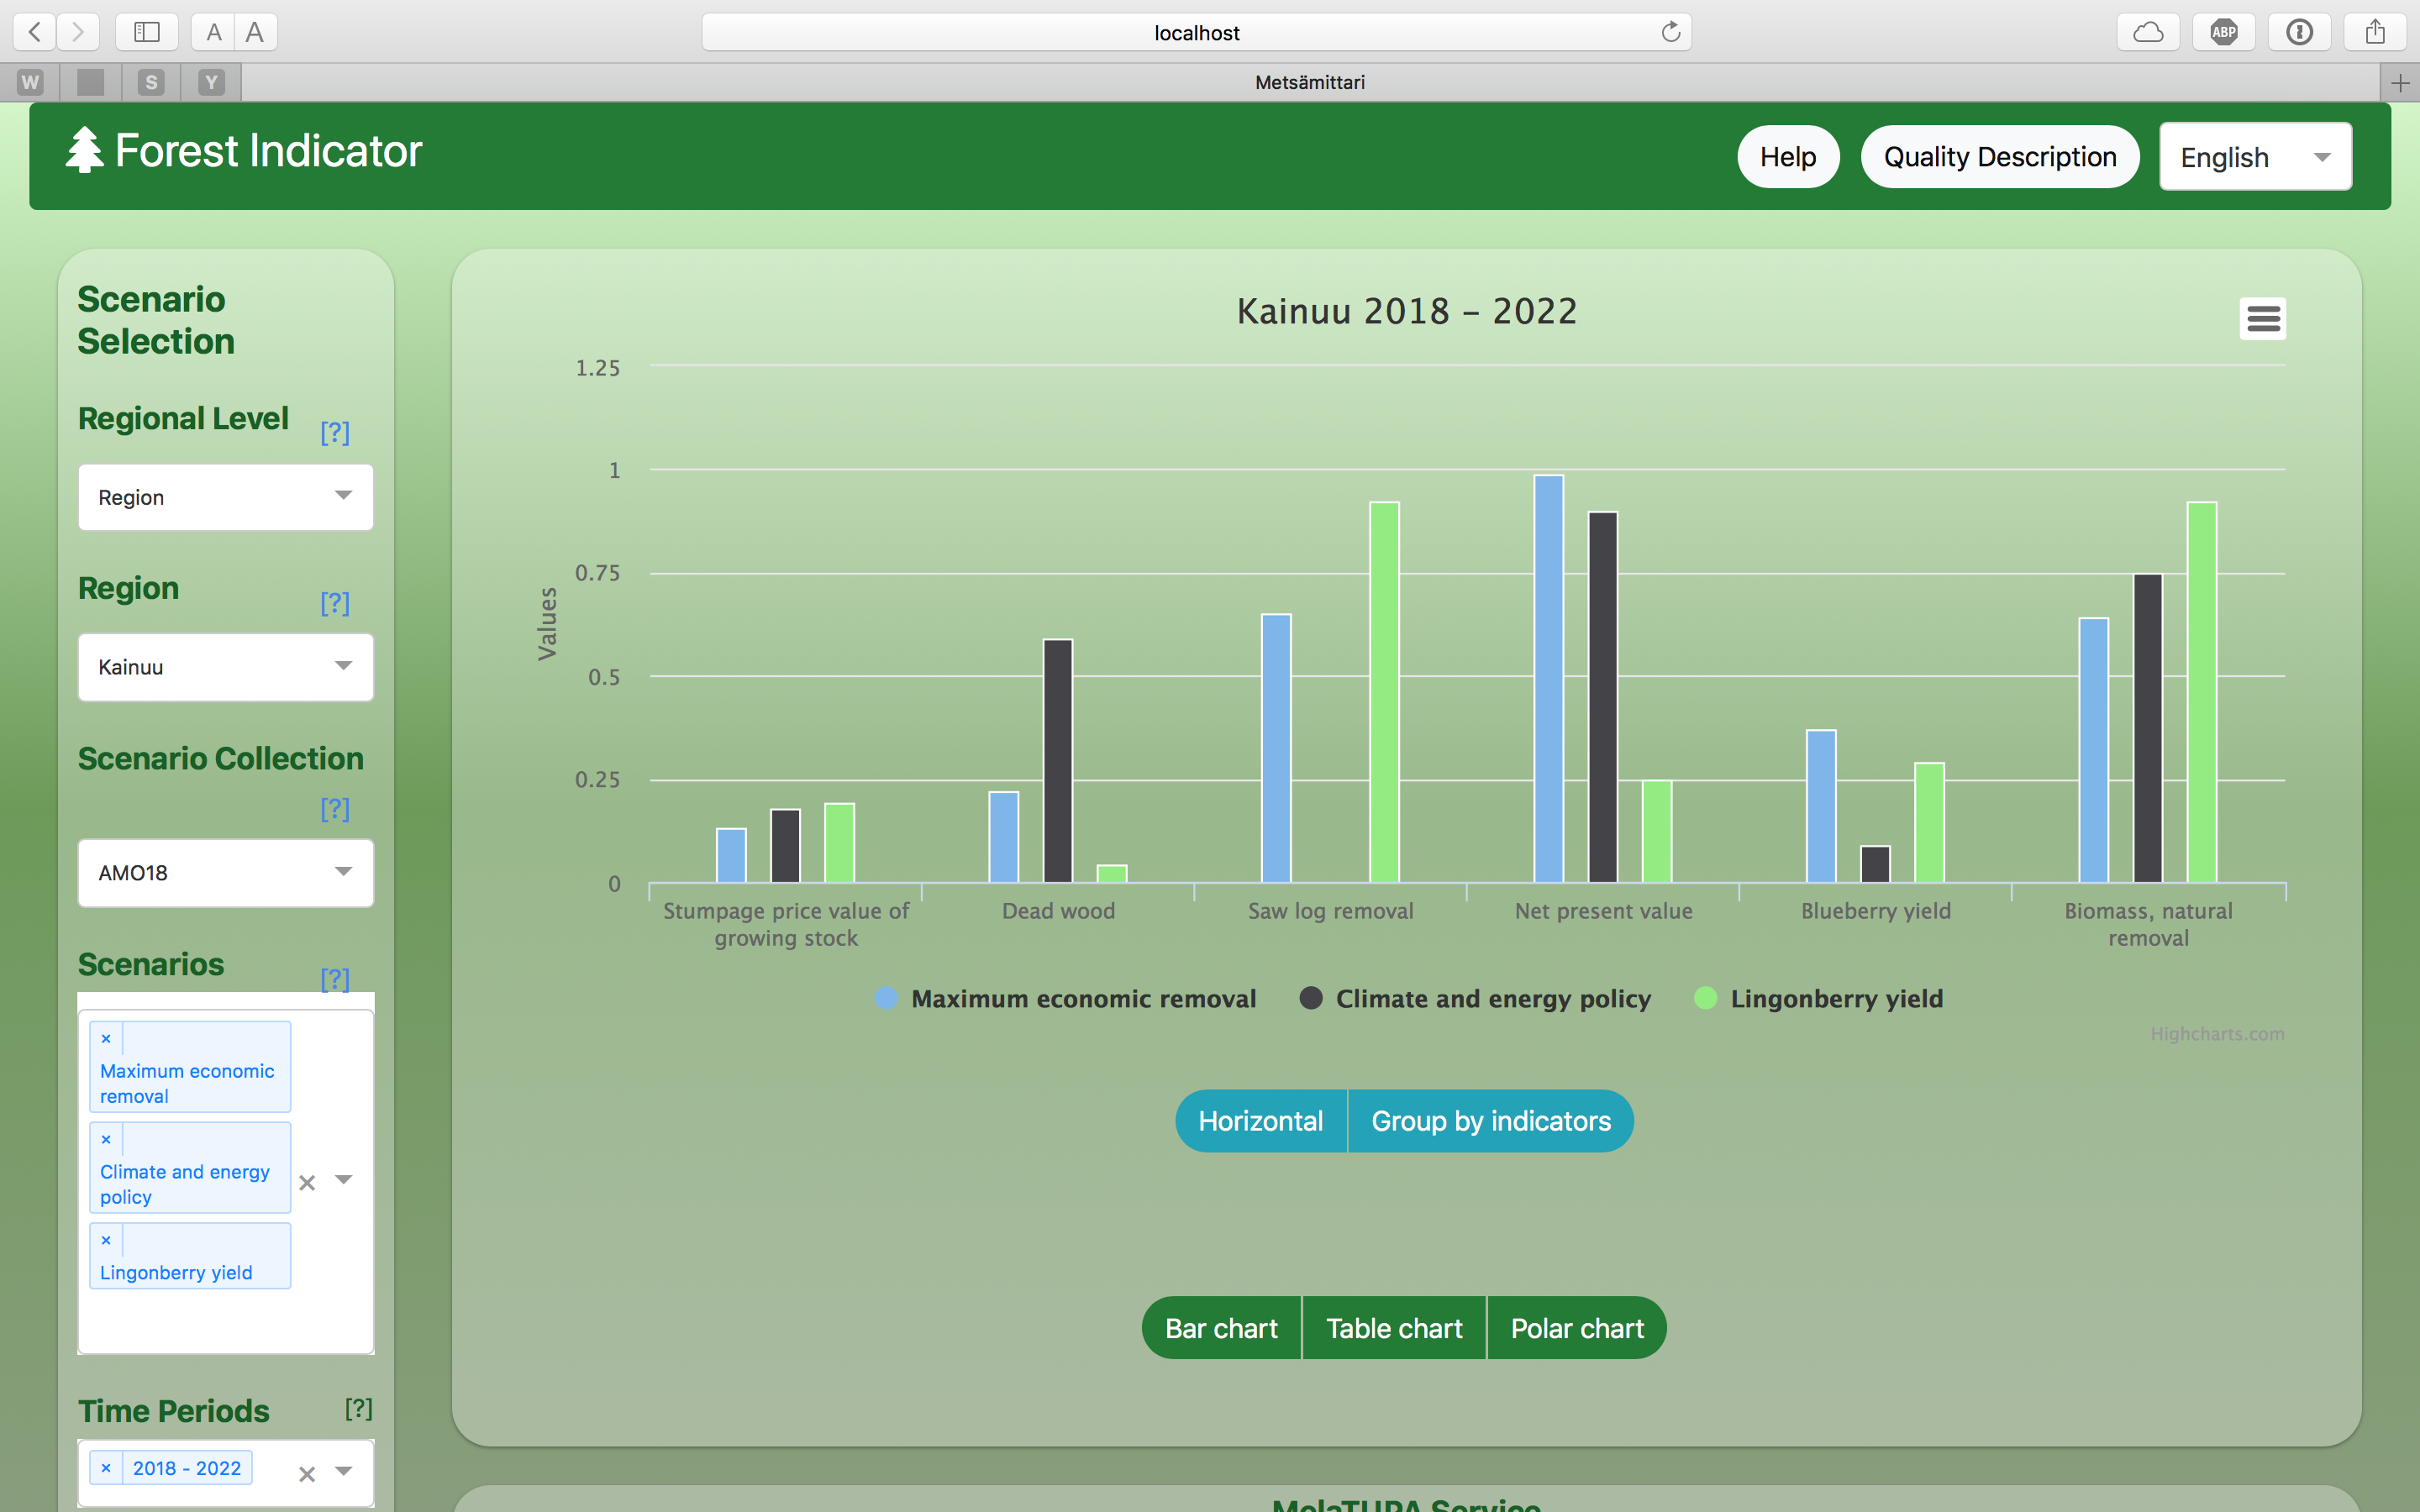 localhost
A A
ABP
W S Y
Metsämittari
Forest Indicator
Help
Quality Description
English
Scenario
Selection
Regional Level [?]
Region
Region [?]
Kainuu
Scenario Collection
[?]
AMO18
Scenarios [?]
×
Maximum economic
removal
×
Climate and energy
policy
×
Lingonberry yield
×
Time Periods [?]
× 2018 - 2022 ×
Kainuu 2018 – 2022
Values
1.25
1
0.75
0.5
0.25
0
Stumpage price value of
growing stock
Dead wood
Saw log removal
Net present value
Blueberry yield
Biomass, natural
removal
Maximum economic removal
Climate and energy policy
Lingonberry yield
Highcharts.com
Horizontal
Group by indicators
Bar chart
Table chart
Polar chart
MelaTUPA Service